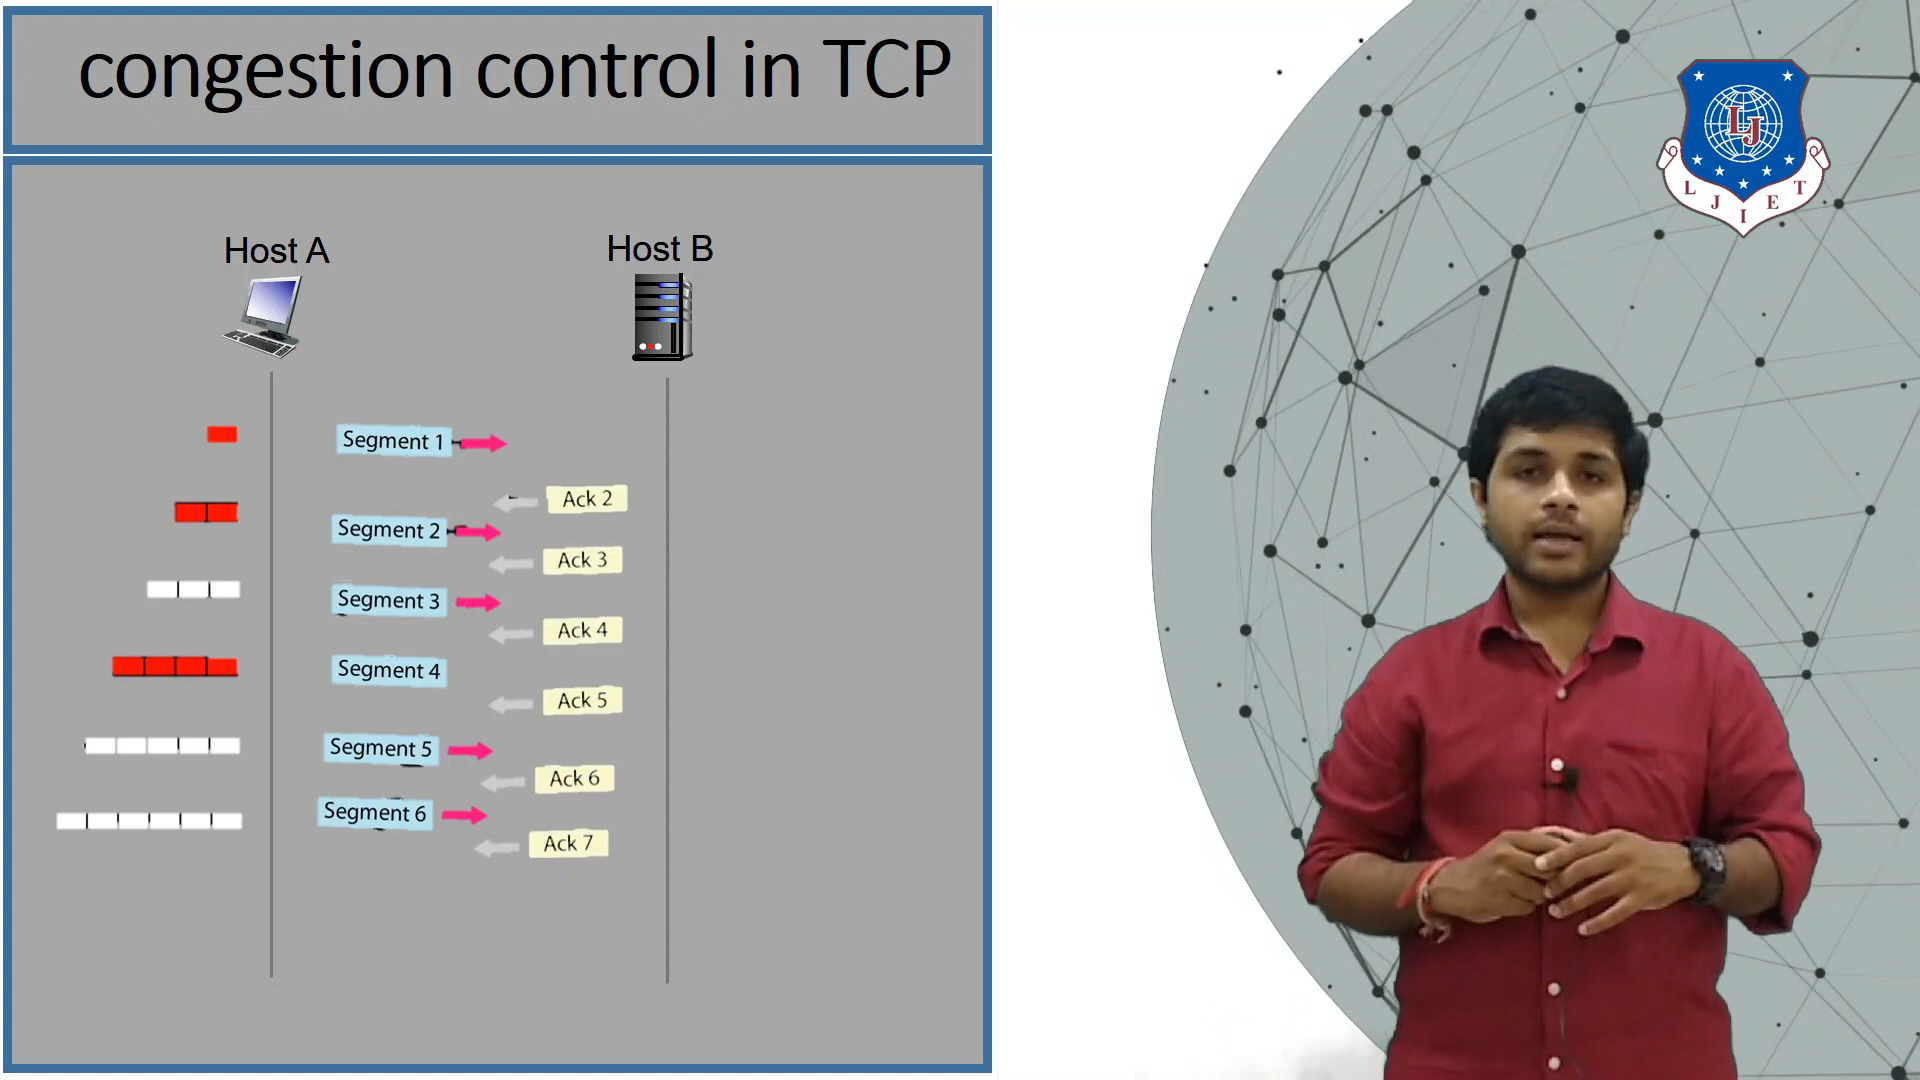 congestion control in TCP
Host A
Host B
Segment 1
Ack 2
Segment 2
Ack 3
Segment 3
Ack 4
Segment 4
Ack 5
Segment 5
Ack 6
Segment 6
Ack 7
LJ
L J I E T